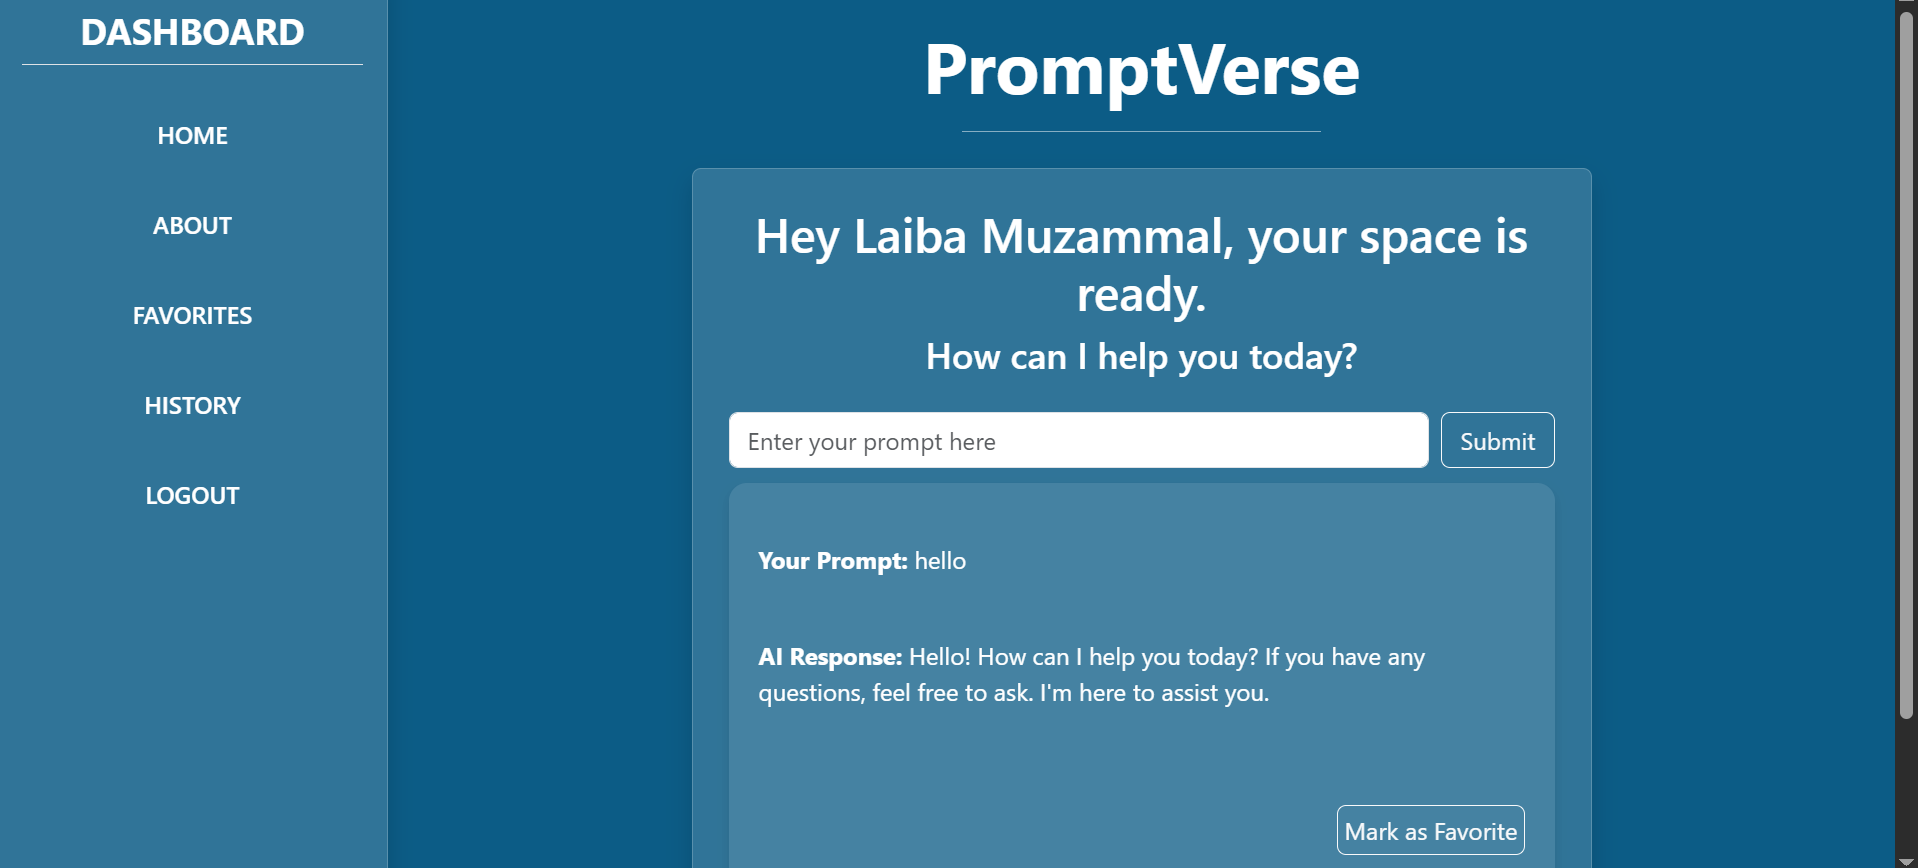 DASHBOARD
HOME
ABOUT
FAVORITES
HISTORY
LOGOUT
PromptVerse
Hey Laiba Muzammal, your space is
ready.
How can I help you today?
Enter your prompt here
Submit
Your Prompt: hello
AI Response: Hello! How can I help you today? If you have any
questions, feel free to ask. I'm here to assist you.
Mark as Favorite